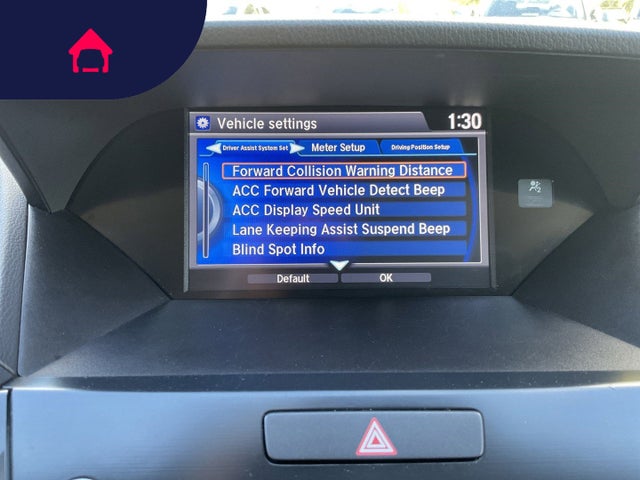 Vehicle settings
1:30
Driver Assist System Set
Meter Setup
Driving Position Setup
Forward Collision Warning Distance
ACC Forward Vehicle Detect Beep
ACC Display Speed Unit
Lane Keeping Assist Suspend Beep
Blind Spot Info
Default
OK